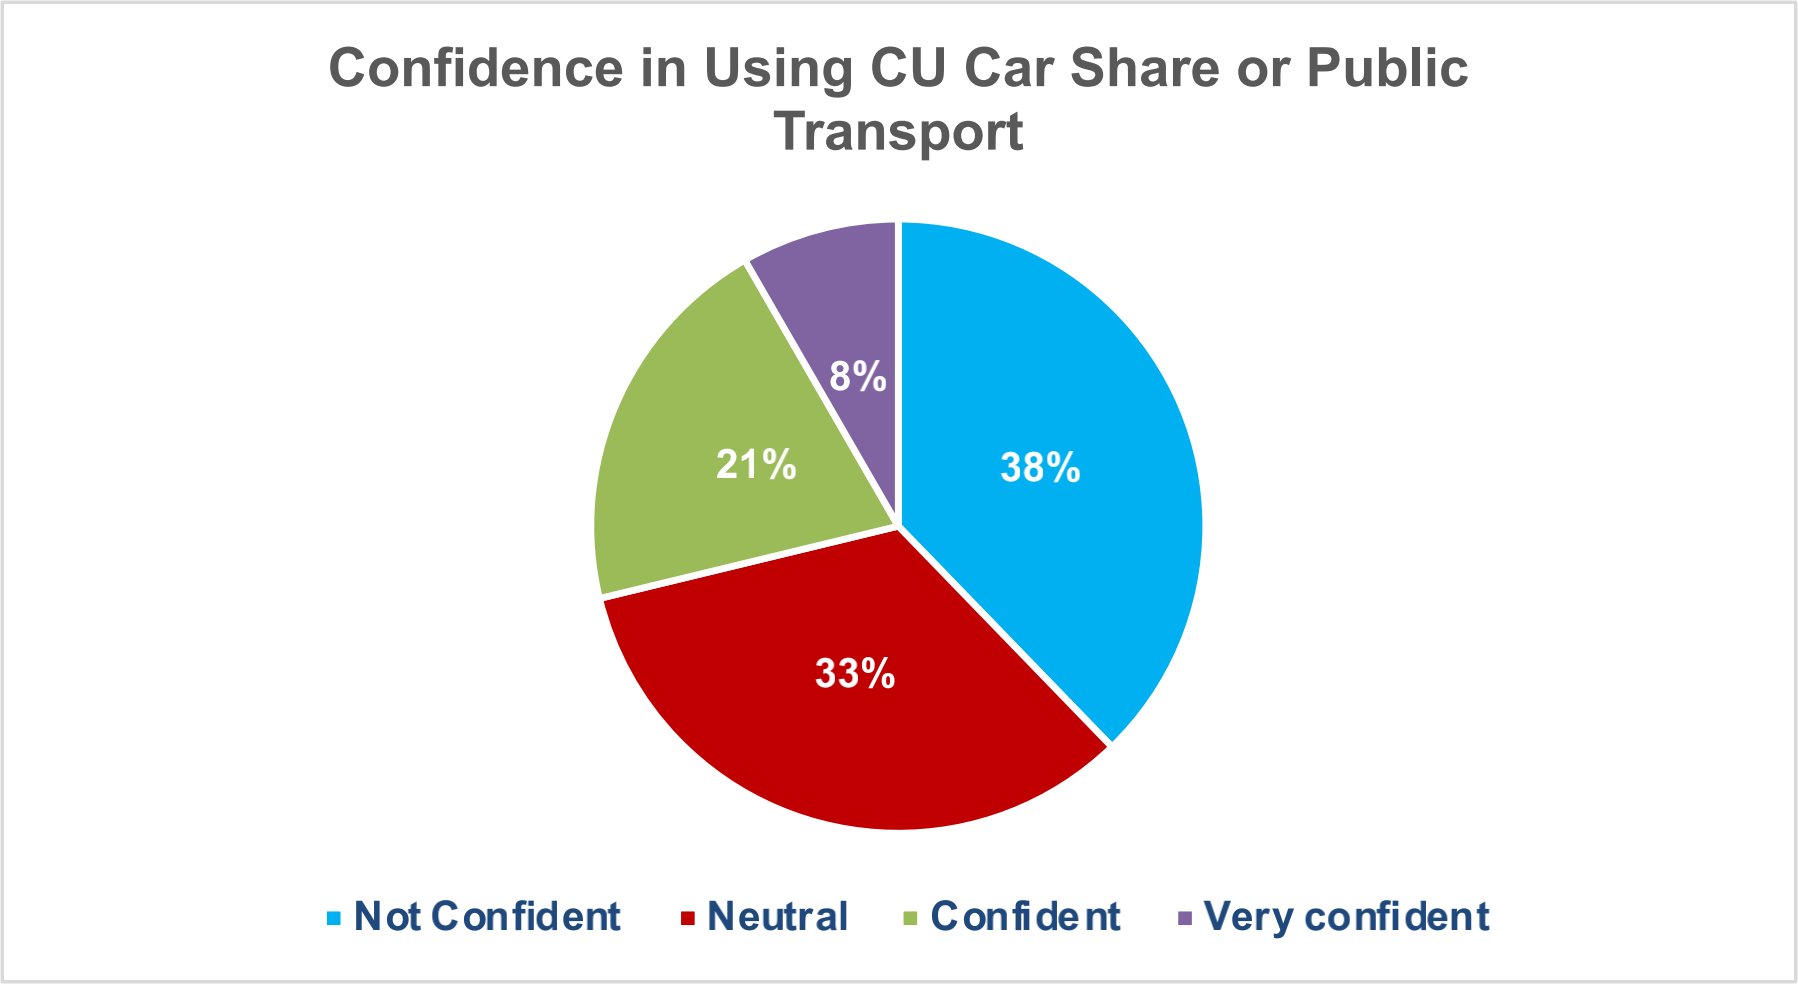 Confidence in Using CU Car Share or Public
Transport
8%
38%
21%
33%
Not Confident
Neutral
Confident
Very confident